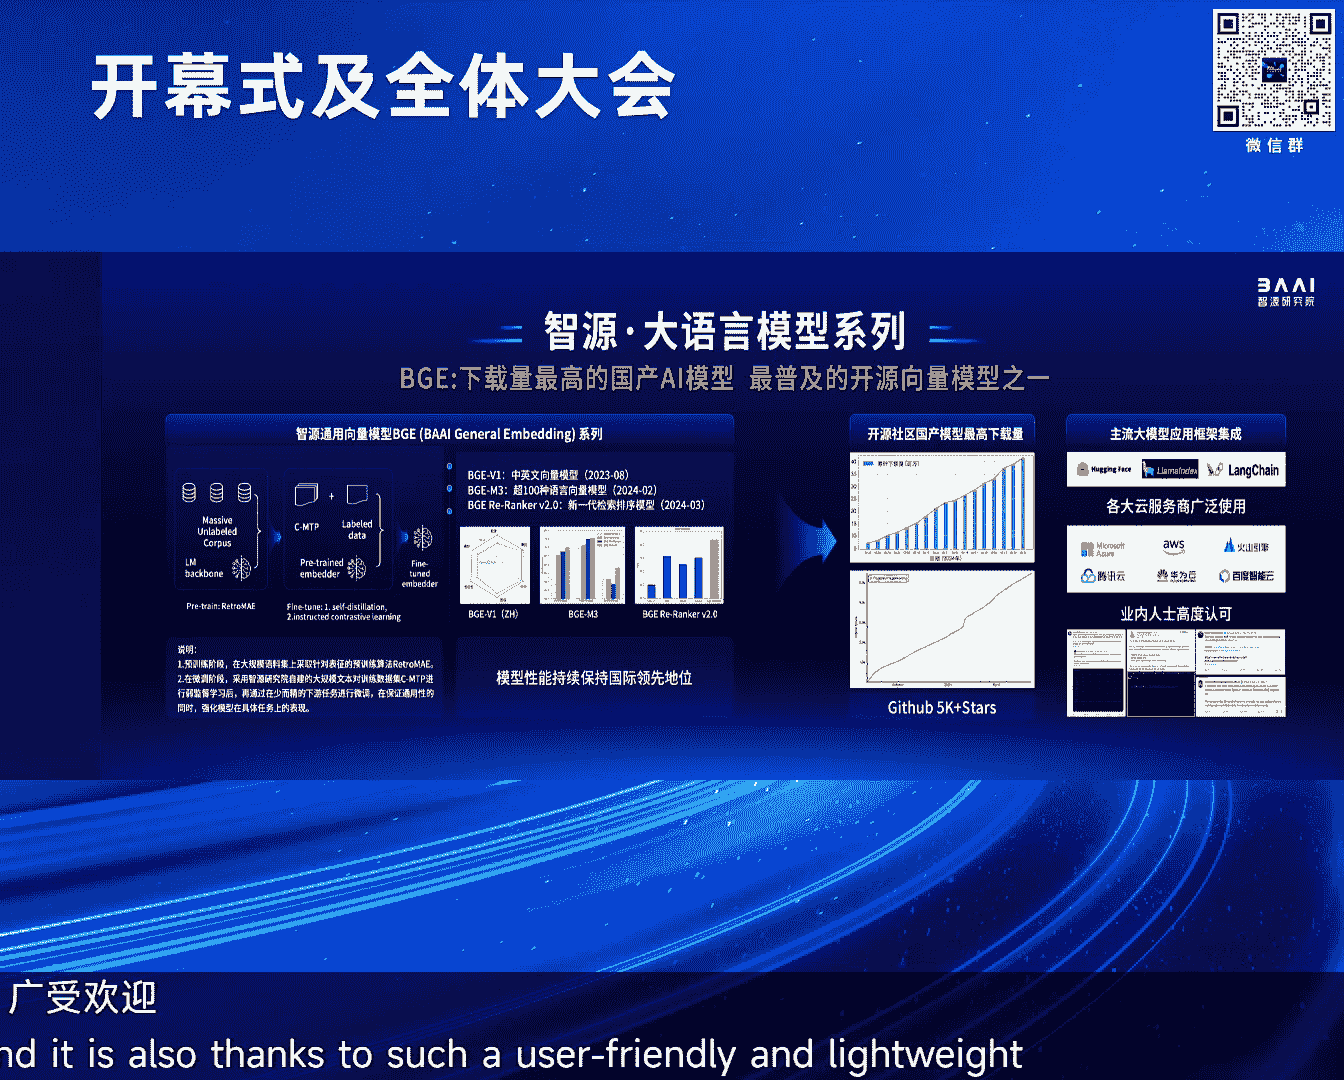 开幕式及全体大会
微信群
BAAI
智源研究院
智源·大语言模型系列
BGE:下载量最高的国产AI模型 最普及的开源向量模型之一
智源通用向量模型BGE (BAAI General Embedding) 系列
Massive
Unlabeled
Corpus
LM
backbone
Pre-train: RetroMAE
+
C-MTP
Labeled
data
Pre-trained
embedder
Fine-
tuned
embedder
Fine-tune: 1. self-distillation,
2.instructed contrastive learning
BGE-V1：中英文向量模型（2023-08）
BGE-M3：超100种语言向量模型（2024-02）
BGE Re-Ranker v2.0：新一代检索排序模型（2024-03）
BGE-V1（ZH）
BGE-M3
BGE Re-Ranker v2.0
说明：
1.预训练阶段，在大规模语料集上采取针对表征的预训练算法RetroMAE。
2.在微调阶段，采用智源研究院自建的大规模文本对训练数据集C-MTP进
行弱监督学习后，再通过在少而精的下游任务进行微调，在保证通用性的
同时，强化模型在具体任务上的表现。
模型性能持续保持国际领先地位
开源社区国产模型最高下载量
Github 5K+Stars
主流大模型应用框架集成
Hugging Face
LlamaIndex
LangChain
各大云服务商广泛使用
Microsoft
Azure
aws
火山引擎
腾讯云
华为云
百度智能云
业内人士高度认可
广受欢迎
nd it is also thanks to such a user-friendly and lightweight